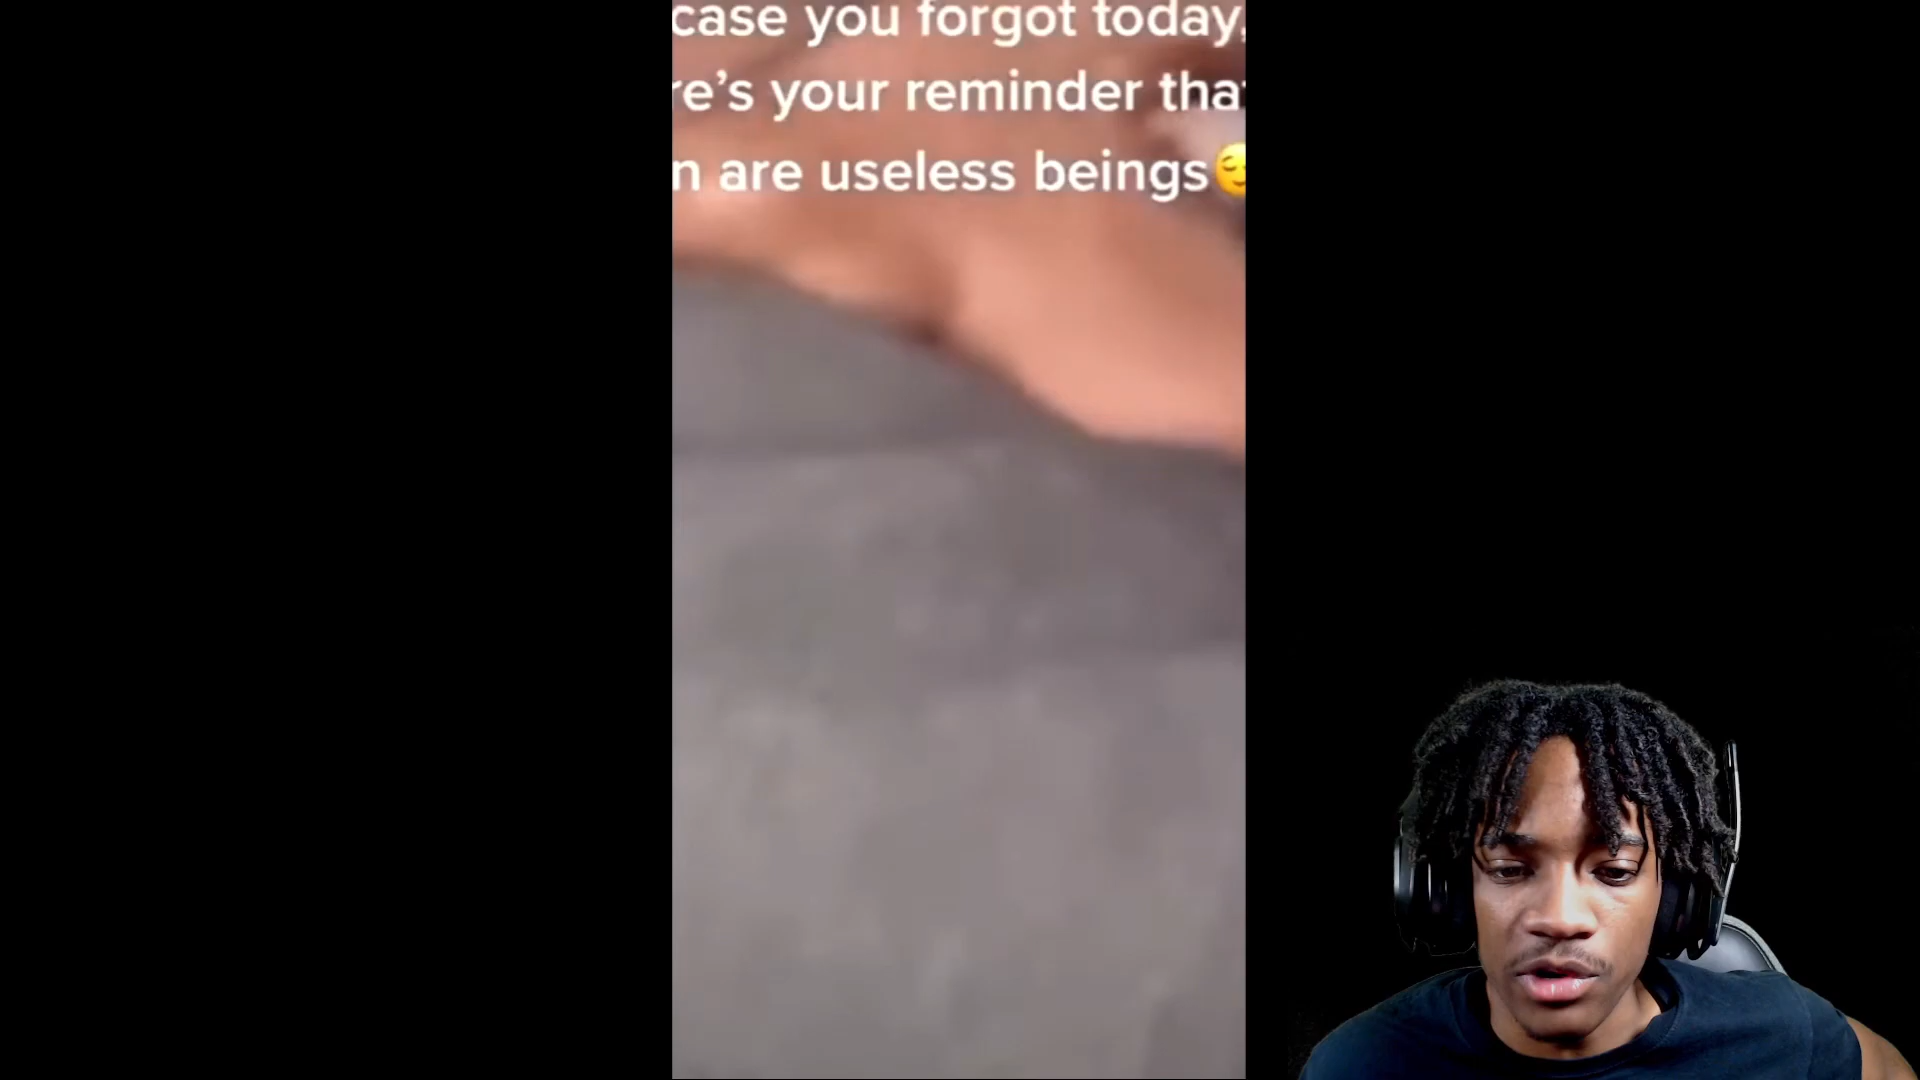 case you forgot today,
re’s your reminder that
n are useless beings😌